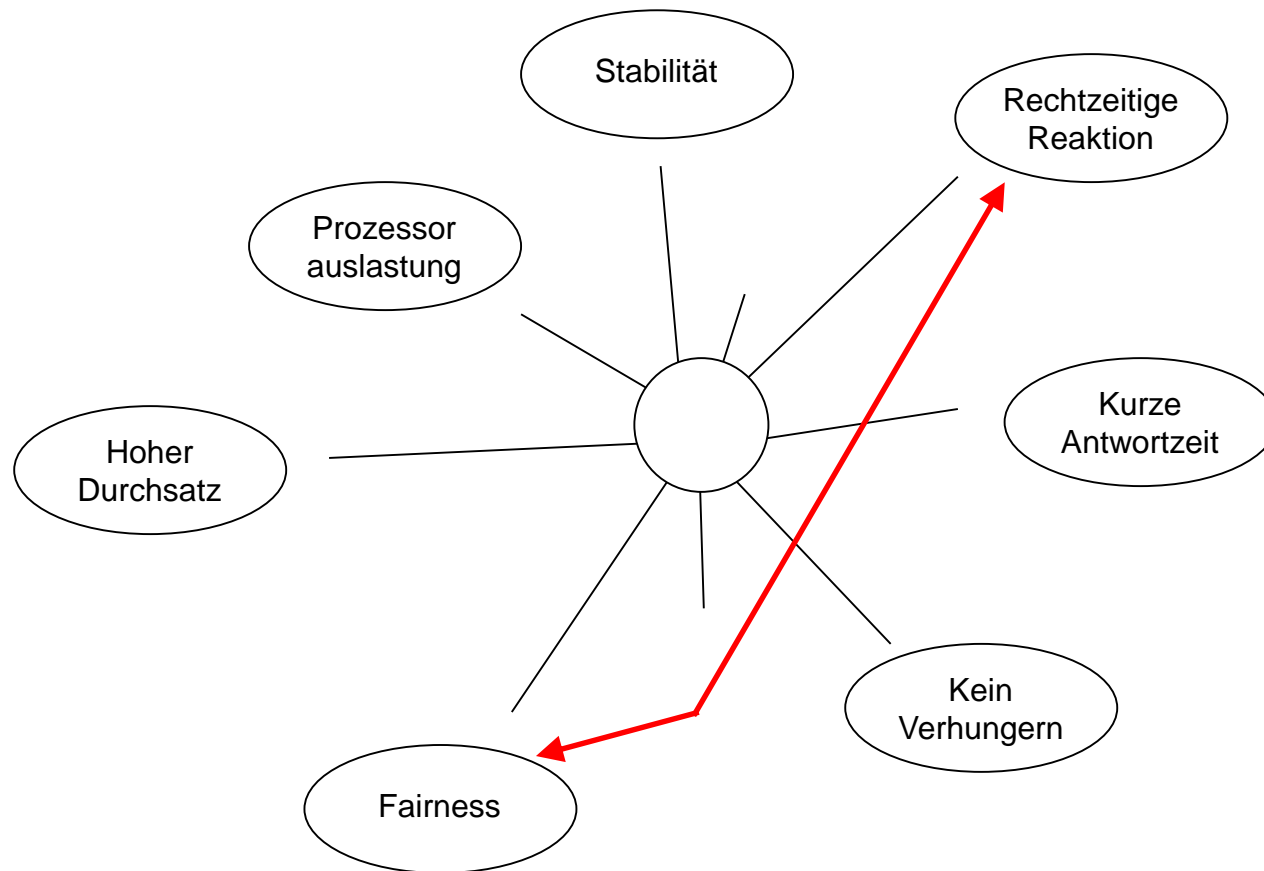 Stabilität
Rechtzeitige
Reaktion
Prozessor
auslastung
Kurze
Antwortzeit
Hoher
Durchsatz
Kein
Verhungern
Fairness